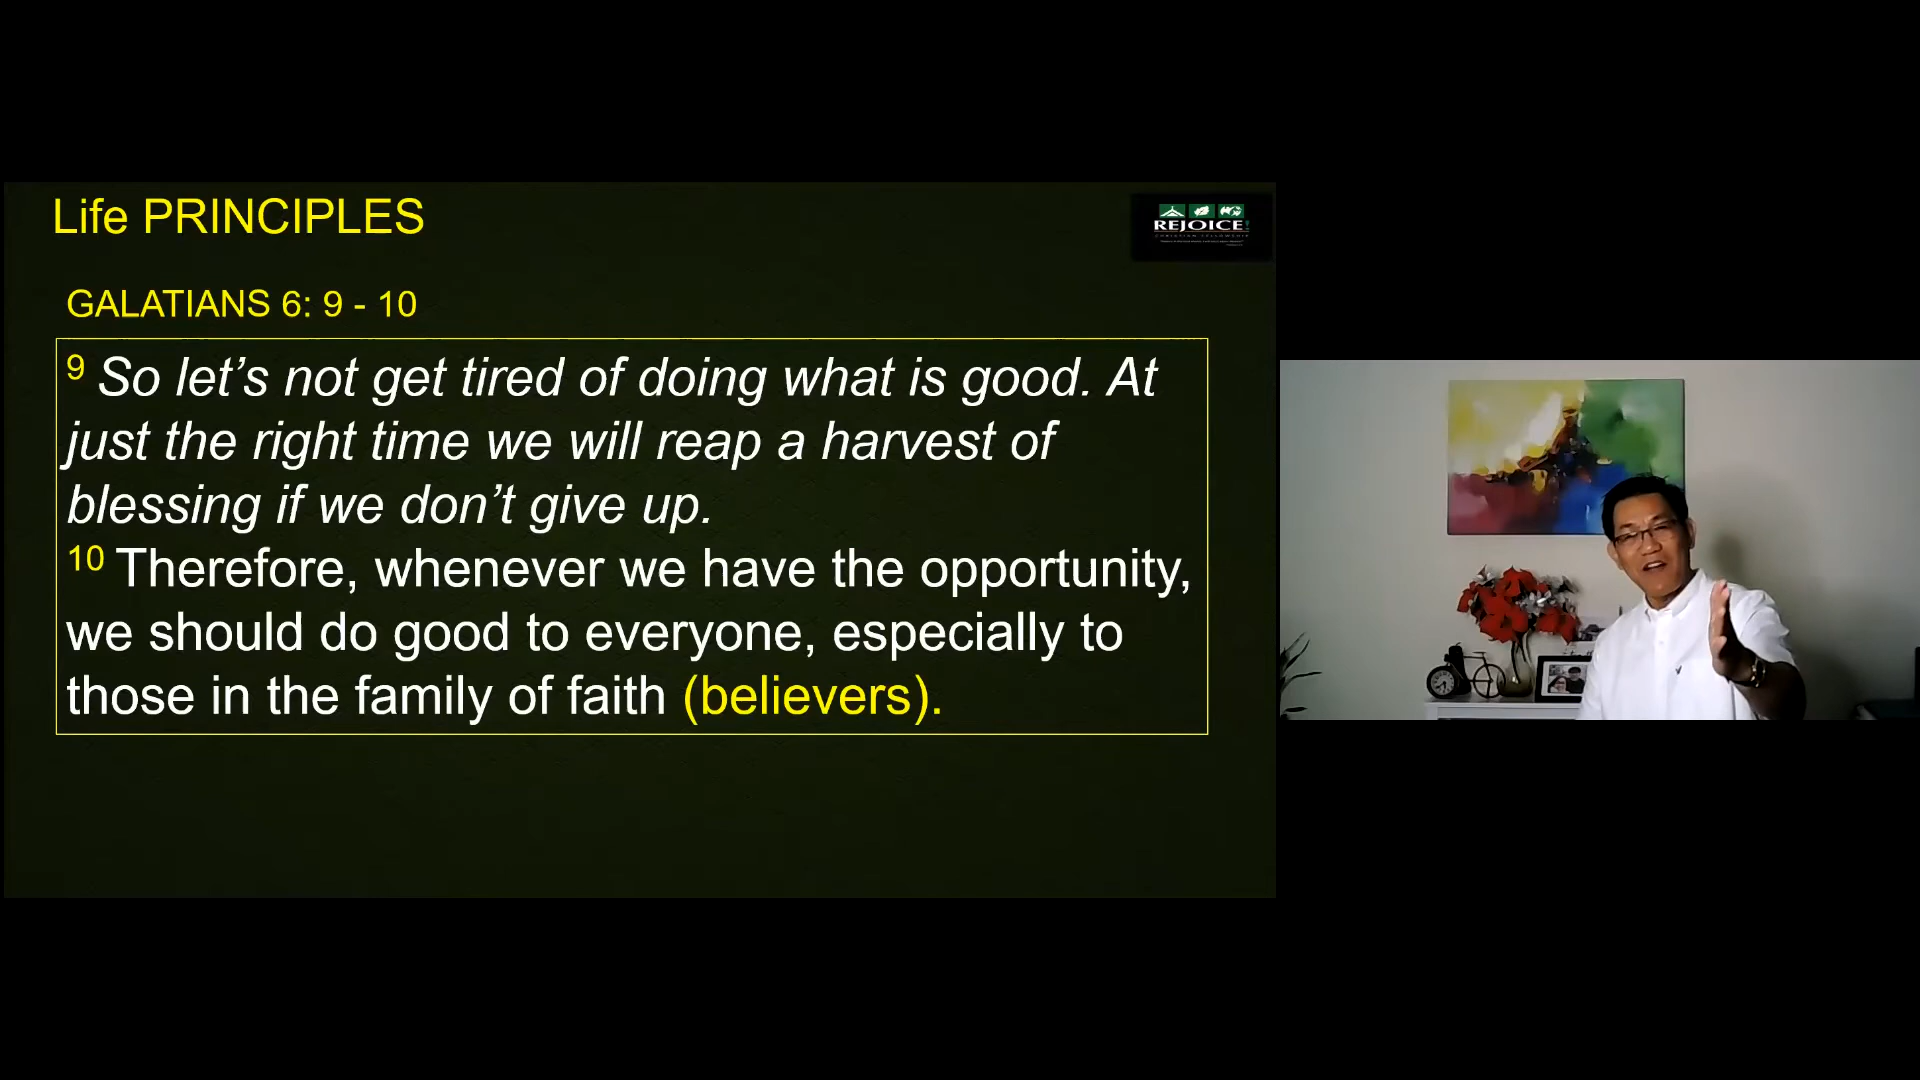 Life PRINCIPLES
REJOICE!
CHRISTIAN FELLOWSHIP
GALATIANS 6: 9 - 10
9 So let’s not get tired of doing what is good. At
just the right time we will reap a harvest of
blessing if we don’t give up.
10 Therefore, whenever we have the opportunity,
we should do good to everyone, especially to
those in the family of faith (believers).